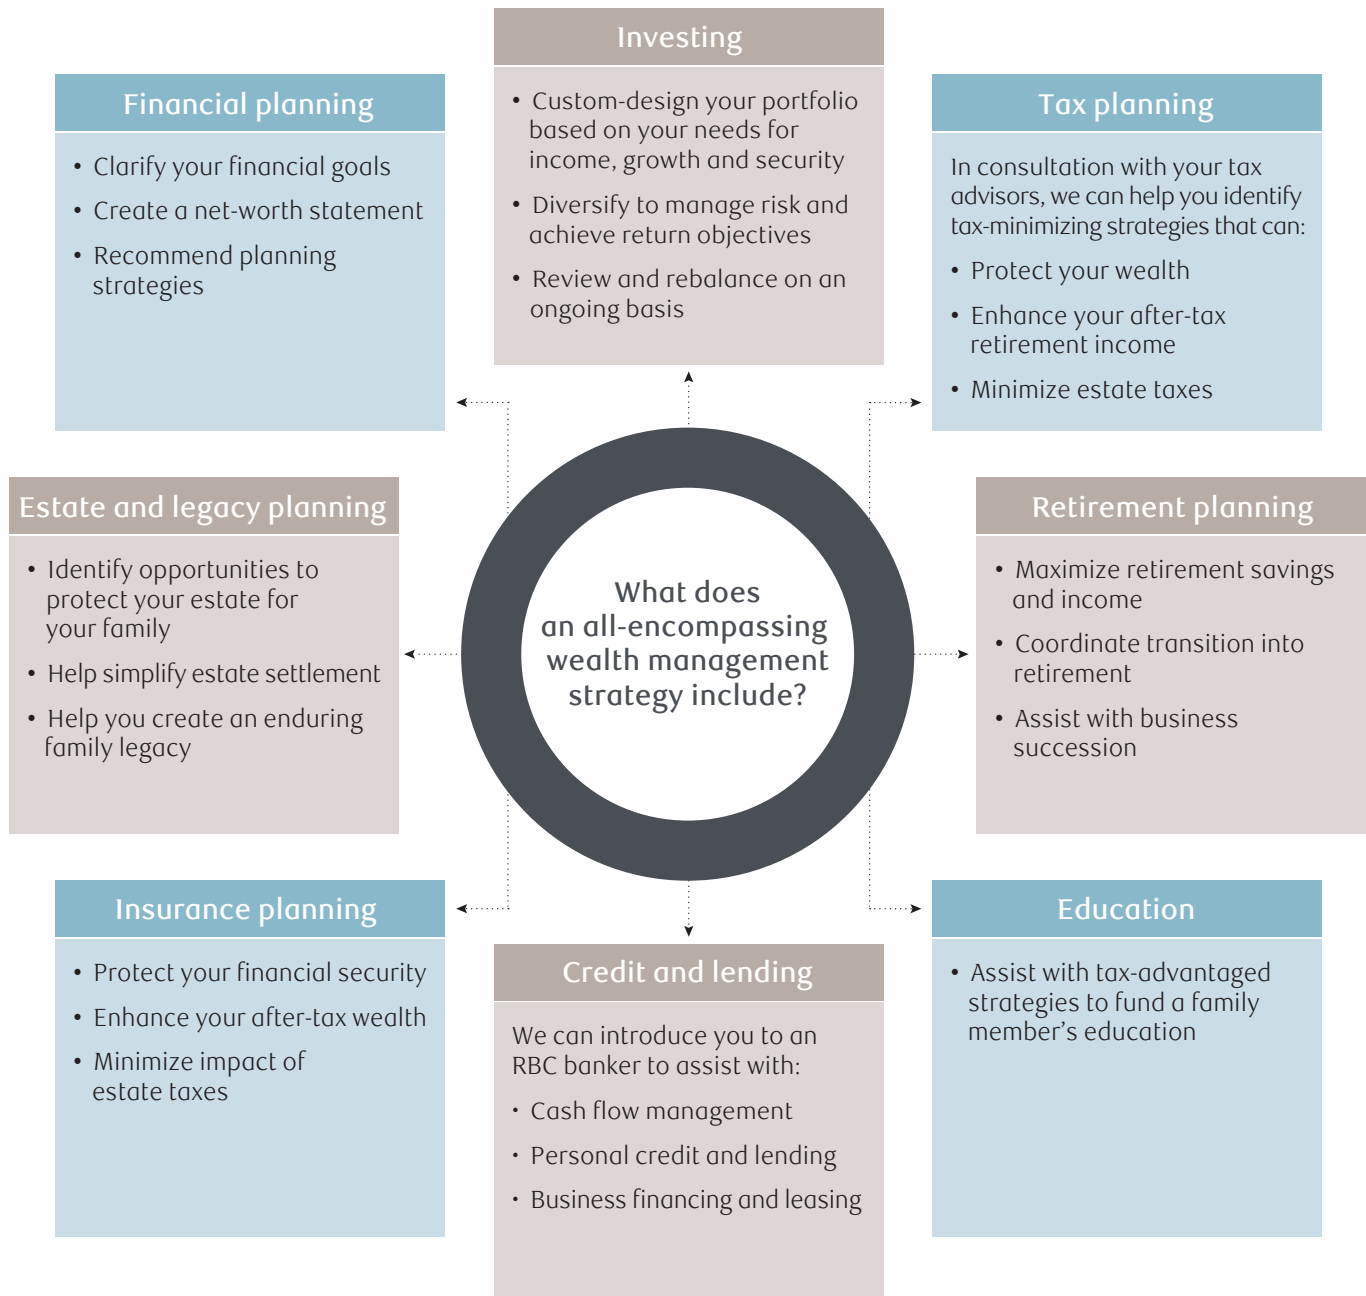 Investing
• Custom-design your portfolio
based on your needs for
income, growth and security
• Diversify to manage risk and
achieve return objectives
• Review and rebalance on an
ongoing basis
Financial planning
• Clarify your financial goals
• Create a net-worth statement
• Recommend planning
strategies
Tax planning
In consultation with your tax
advisors, we can help you identify
tax-minimizing strategies that can:
• Protect your wealth
• Enhance your after-tax
retirement income
• Minimize estate taxes
Estate and legacy planning
• Identify opportunities to
protect your estate for
your family
• Help simplify estate settlement
• Help you create an enduring
family legacy
What does
an all-encompassing
wealth management
strategy include?
Retirement planning
• Maximize retirement savings
and income
• Coordinate transition into
retirement
• Assist with business
succession
Insurance planning
• Protect your financial security
• Enhance your after-tax wealth
• Minimize impact of
estate taxes
Credit and lending
We can introduce you to an
RBC banker to assist with:
• Cash flow management
• Personal credit and lending
• Business financing and leasing
Education
• Assist with tax-advantaged
strategies to fund a family
member’s education